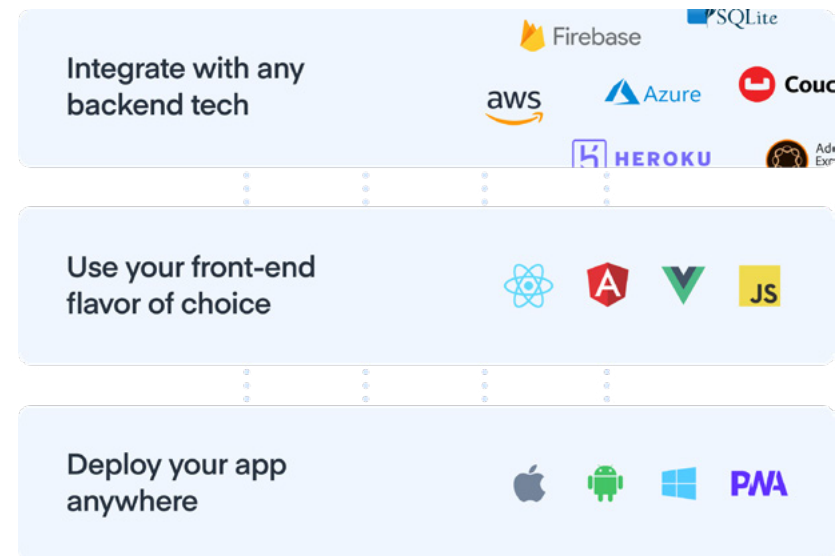 SQLite
Firebase
Integrate with any
backend tech
aws
Azure
Couc
HEROKU
Use your front-end
flavor of choice
JS
Deploy your app
anywhere
PWA